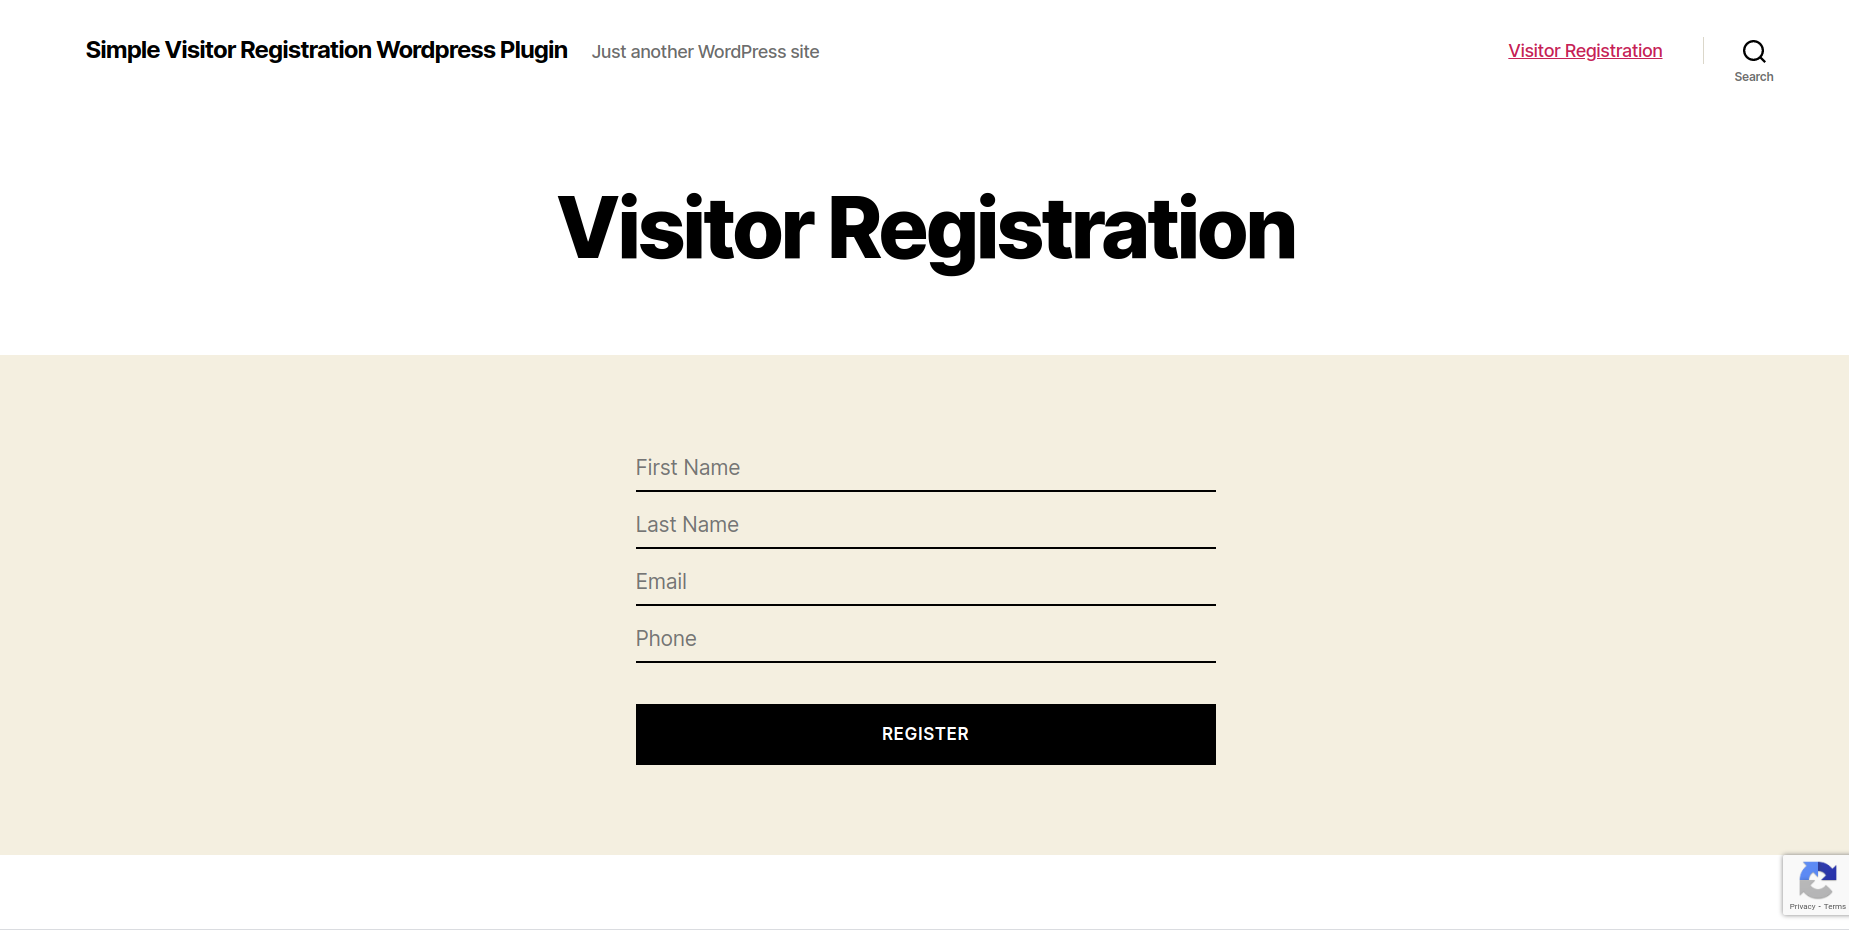 Simple Visitor Registration Wordpress Plugin Just another WordPress site Visitor Registration
Search
Visitor Registration
First Name
Last Name
Email
Phone
REGISTER
Privacy - Terms